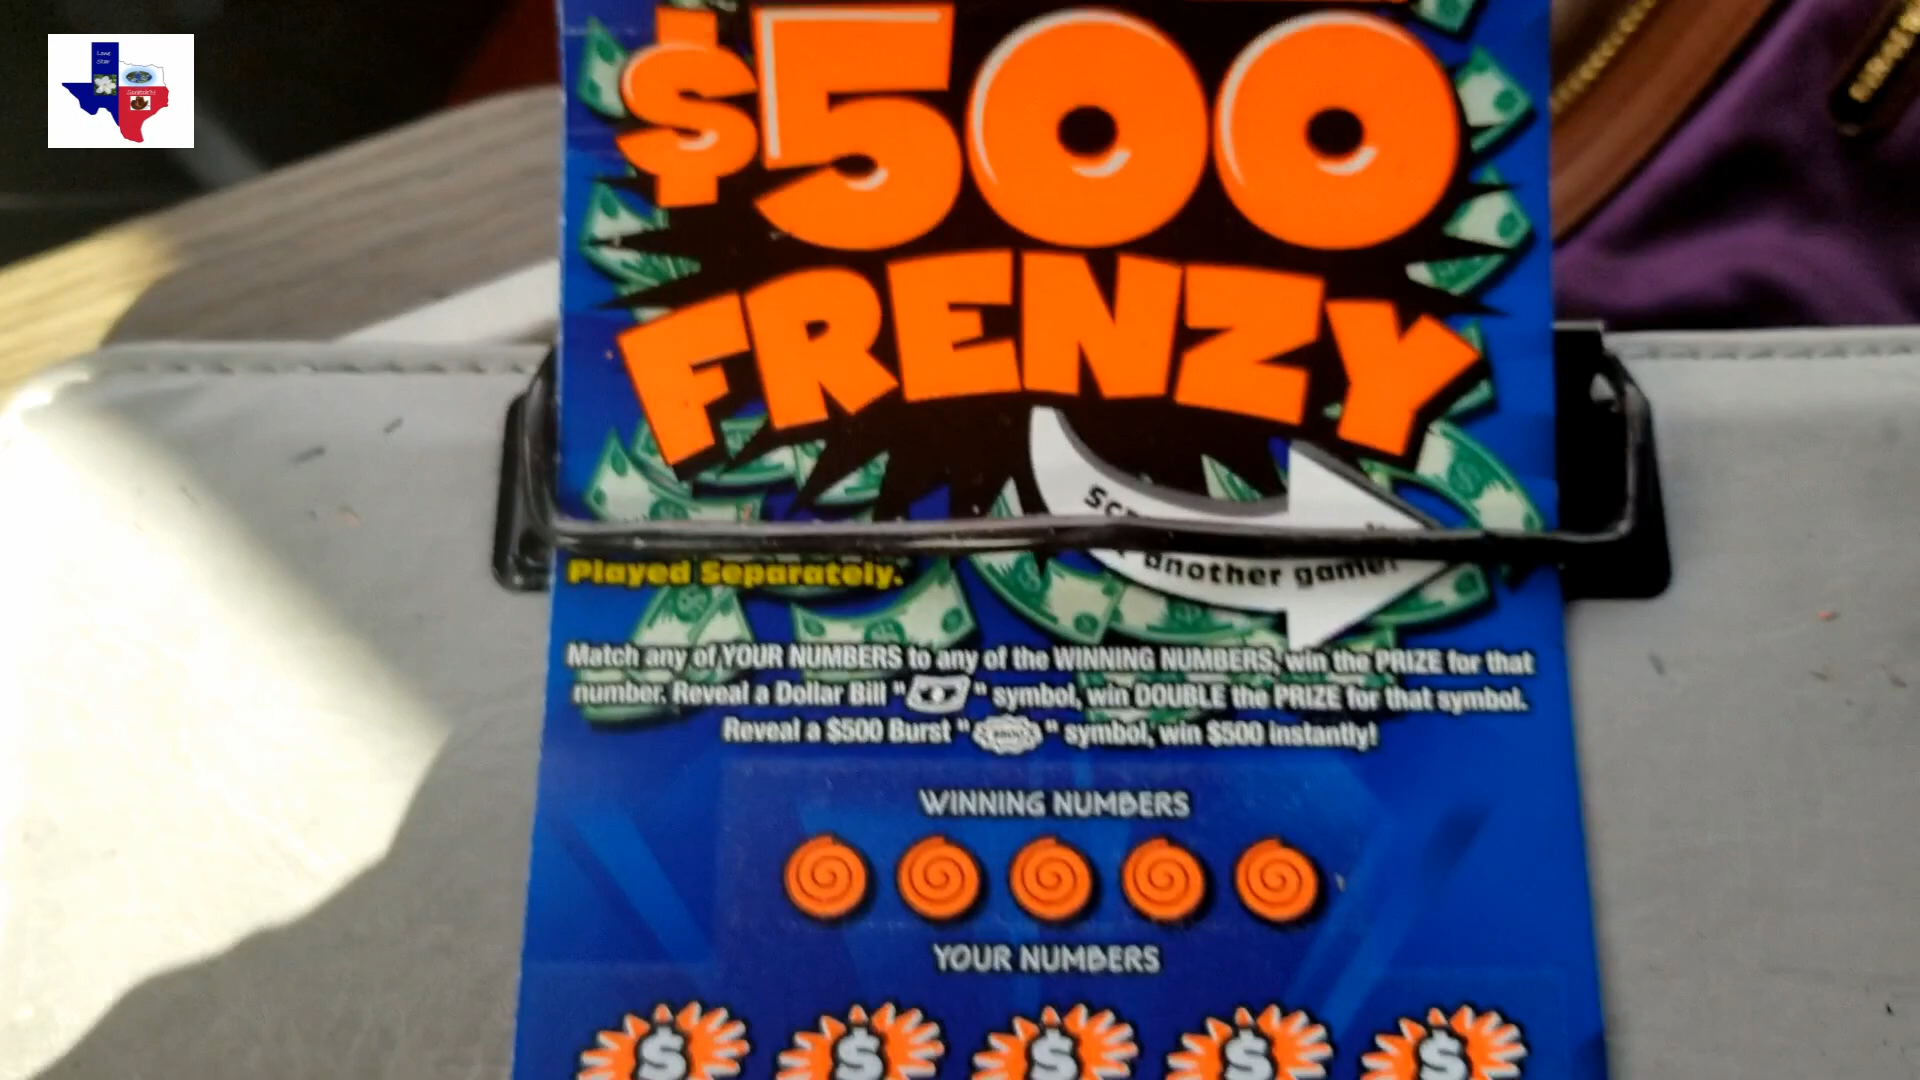 Lone
Star
$500
FRENZY
another game!
Played Separately.
Match any of YOUR NUMBERS to any of the WINNING NUMBERS, win the PRIZE for that
number. Reveal a Dollar Bill " " symbol, win DOUBLE the PRIZE for that symbol.
Reveal a $500 Burst " " symbol, win $500 instantly!
WINNING NUMBERS
YOUR NUMBERS
$ $ $ $ $